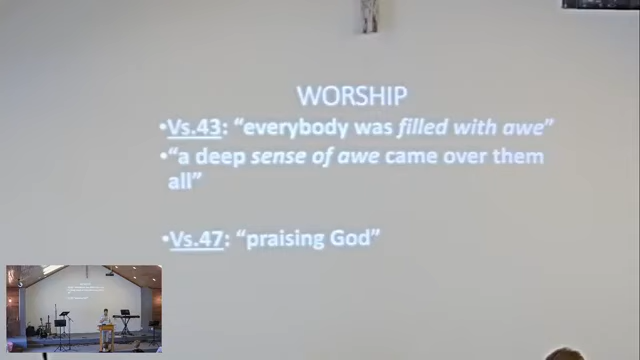 WORSHIP
•Vs.43: “everybody was filled with awe”
•“a deep sense of awe came over them
all”
•Vs.47: “praising God”